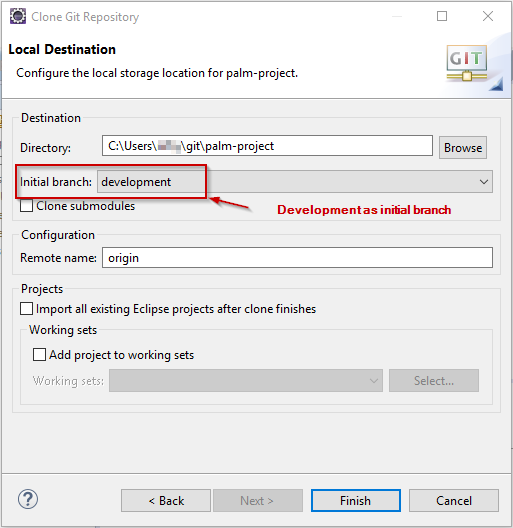 Clone Git Repository
Local Destination
Configure the local storage location for palm-project.
GIT
Destination
Directory: C:\Users\ \git\palm-project Browse
Initial branch: development
Clone submodules
Development as initial branch
Configuration
Remote name: origin
Projects
Import all existing Eclipse projects after clone finishes
Working sets
Add project to working sets
Working sets: Select...
? < Back Next > Finish Cancel